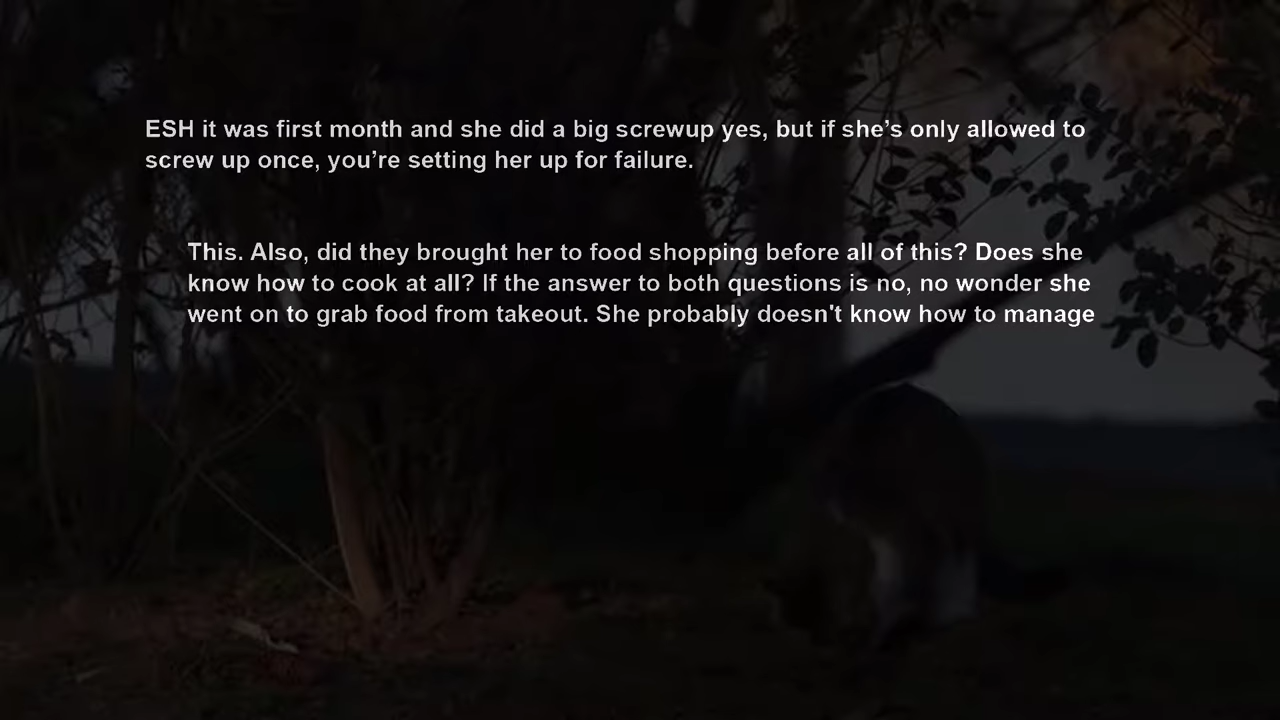 ESH it was first month and she did a big screwup yes, but if she’s only allowed to
screw up once, you’re setting her up for failure.
This. Also, did they brought her to food shopping before all of this? Does she
know how to cook at all? If the answer to both questions is no, no wonder she
went on to grab food from takeout. She probably doesn't know how to manage